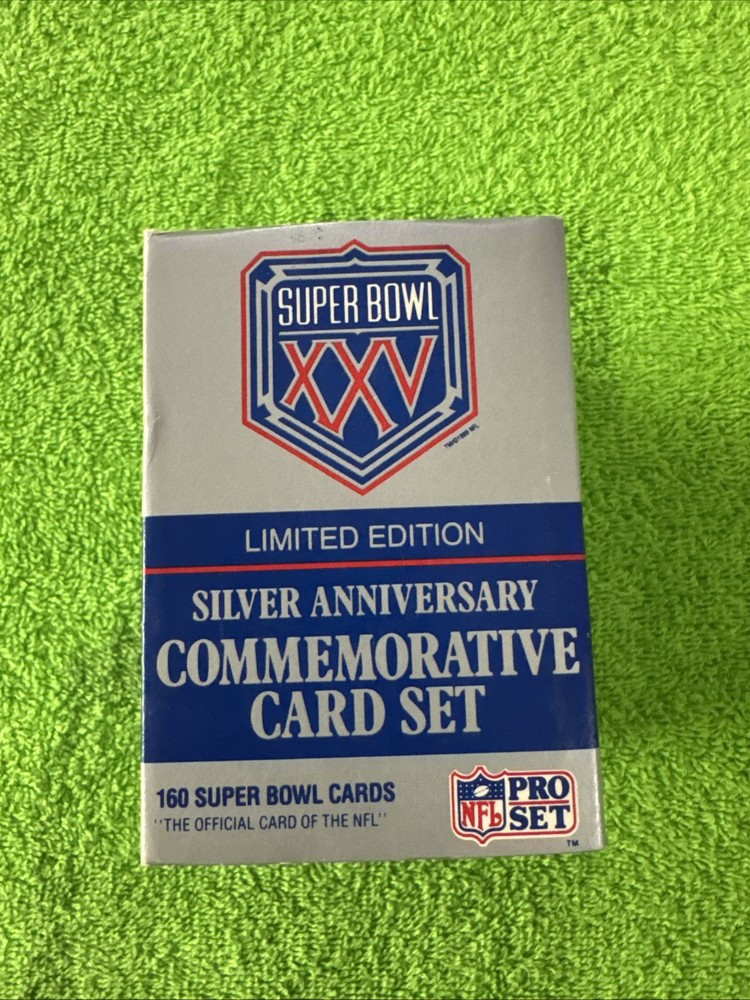 SUPER BOWL
XXV
LIMITED EDITION
SILVER ANNIVERSARY
COMMEMORATIVE
CARD SET
160 SUPER BOWL CARDS
"THE OFFICIAL CARD OF THE NFL"
NFL
PRO
SET
TM